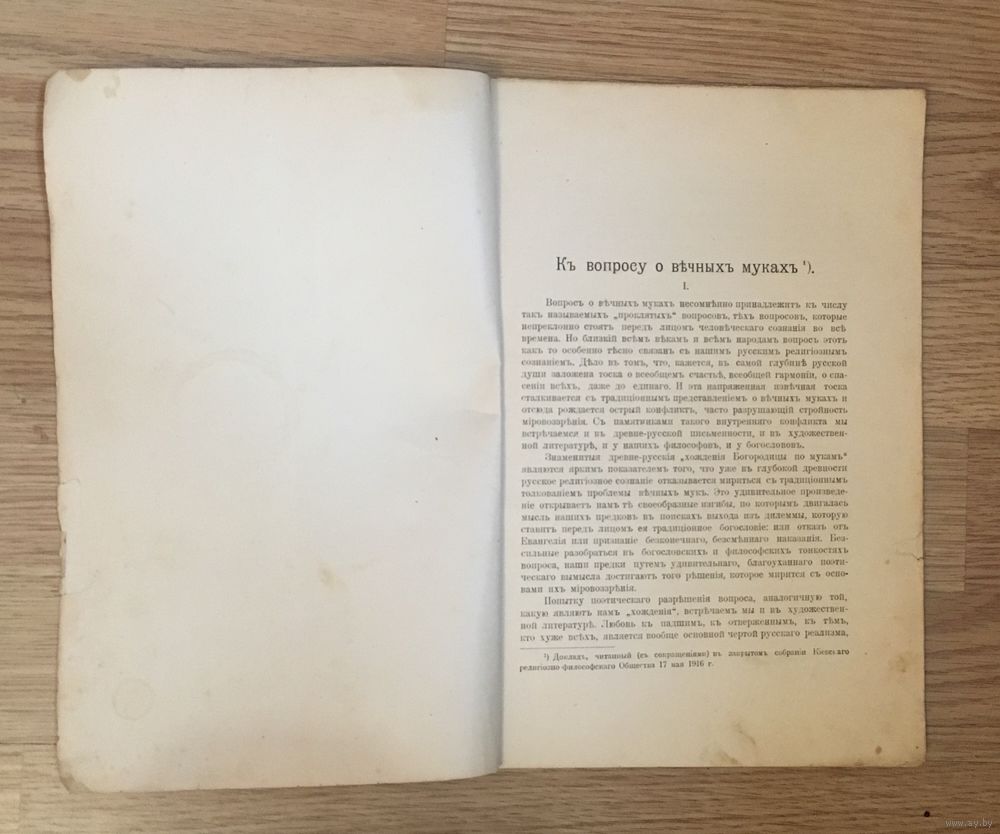 Къ вопросу о вѣчныхъ мукахъ ¹).
I.
Вопросъ о вѣчныхъ мукахъ несомнѣнно принадлежитъ къ числу
такъ называемыхъ „проклятыхъ“ вопросовъ, тѣхъ вопросовъ, которые
непреклонно стоятъ передъ лицомъ человѣческаго сознанія во всѣ
времена. Но близкій всѣмъ вѣкамъ и всѣмъ народамъ вопросъ этотъ
какъ то особенно тѣсно связанъ съ нашимъ русскимъ религіознымъ
сознаніемъ. Дѣло въ томъ, что, кажется, въ самой глубинѣ русской
души заложена тоска о всеобщемъ счастьѣ, всеобщей гармоніи, о спа-
сеніи всѣхъ, даже до единаго. И эта напряженная извѣчная тоска
сталкивается съ традиціоннымъ представленіемъ о вѣчныхъ мукахъ и
отсюда рождается острый конфликтъ, часто разрушающій стройность
міровоззрѣнія. Съ памятниками такого внутренняго конфликта мы
встрѣчаемся и въ древне-русской письменности, и въ художествен-
ной литературѣ, и у нашихъ философовъ, и у богослововъ.
Знаменитыя древне-русскія „хожденія Богородицы по мукамъ“
являются яркимъ показателемъ того, что уже въ глубокой древности
русское религіозное сознаніе отказывается мириться съ традиціоннымъ
толкованіемъ проблемы вѣчныхъ мукъ. Это удивительное произведе-
ніе открываетъ намъ тѣ своеобразные изгибы, по которымъ двигалась
мысль нашихъ предковъ въ поискахъ выхода изъ дилеммы, которую
ставитъ передъ лицомъ ея традиціонное богословіе: или отказъ отъ
Евангелія или признаніе безконечнаго, безсмѣннаго наказанія. Без-
сильные разобраться въ богословскихъ и философскихъ тонкостяхъ
вопроса, наши предки путемъ удивительнаго, благоуханнаго поэти-
ческаго вымысла достигаютъ того рѣшенія, которое мирится съ осно-
вами ихъ міровоззрѣнія.
Попытку поэтическаго разрѣшенія вопроса, аналогичную той,
какую являютъ намъ „хожденія“, встрѣчаемъ мы и въ художествен-
ной литературѣ. Любовь къ падшимъ, къ отверженнымъ, къ тѣмъ,
кто хуже всѣхъ, является вообще основной чертой русскаго реализма,
¹) Докладъ, читанный (съ сокращеніями) въ закрытомъ собраніи Кіевскаго
религіозно-философскаго Общества 17 мая 1916 г.
www.ay.by